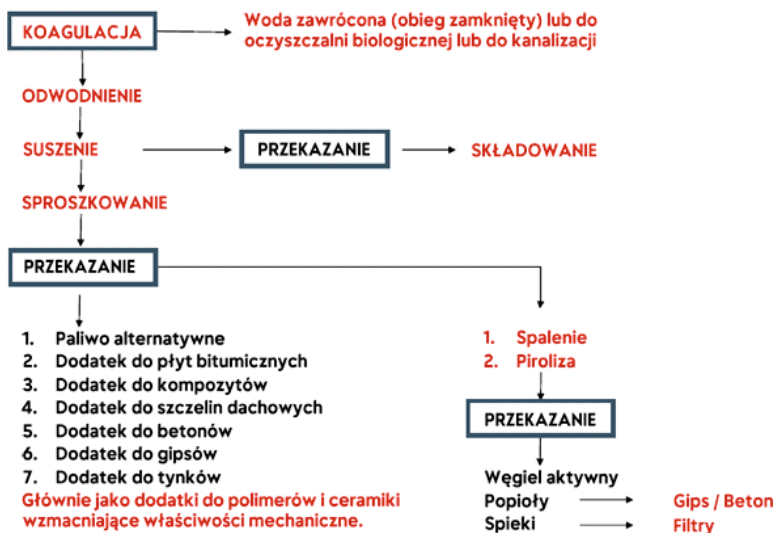 KOAGULACJA
Woda zawrócona (obieg zamknięty) lub do
oczyszczalni biologicznej lub do kanalizacji
ODWODNIENIE
SUSZENIE
PRZEKAZANIE
SKŁADOWANIE
SPROSZKOWANIE
PRZEKAZANIE
1. Paliwo alternatywne
2. Dodatek do płyt bitumicznych
3. Dodatek do kompozytów
4. Dodatek do szczelin dachowych
5. Dodatek do betonów
6. Dodatek do gipsów
7. Dodatek do tynków
Głównie jako dodatki do polimerów i ceramiki
wzmacniające właściwości mechaniczne.
1. Spalenie
2. Piroliza
PRZEKAZANIE
Węgiel aktywny
Popioły
Gips / Beton
Spieki
Filtry